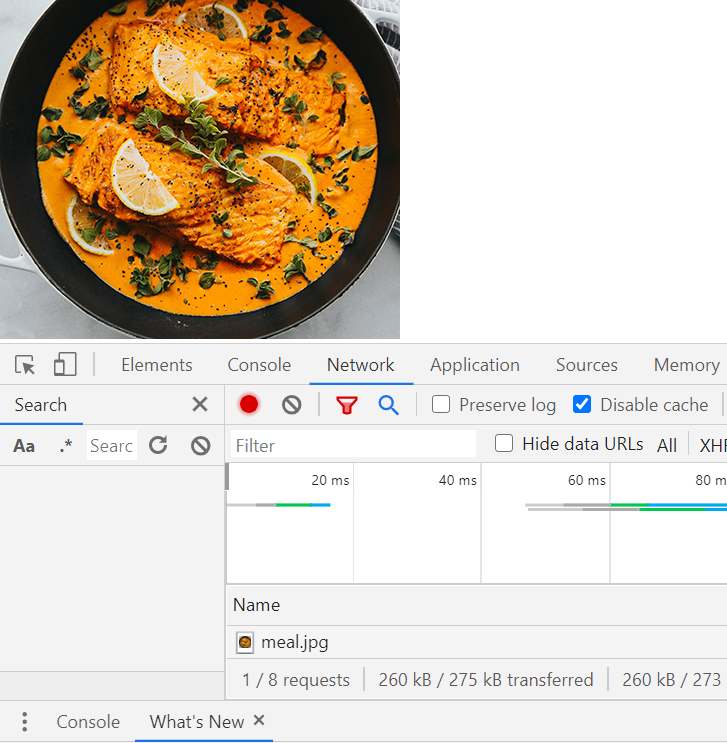 Elements Console Network Application Sources Memory
Search Preserve log Disable cache
Aa .* Searc Filter Hide data URLs All XHR
20 ms 40 ms 60 ms 80 m
Name
meal.jpg
1 / 8 requests 260 kB / 275 kB transferred 260 kB / 273
Console What's New